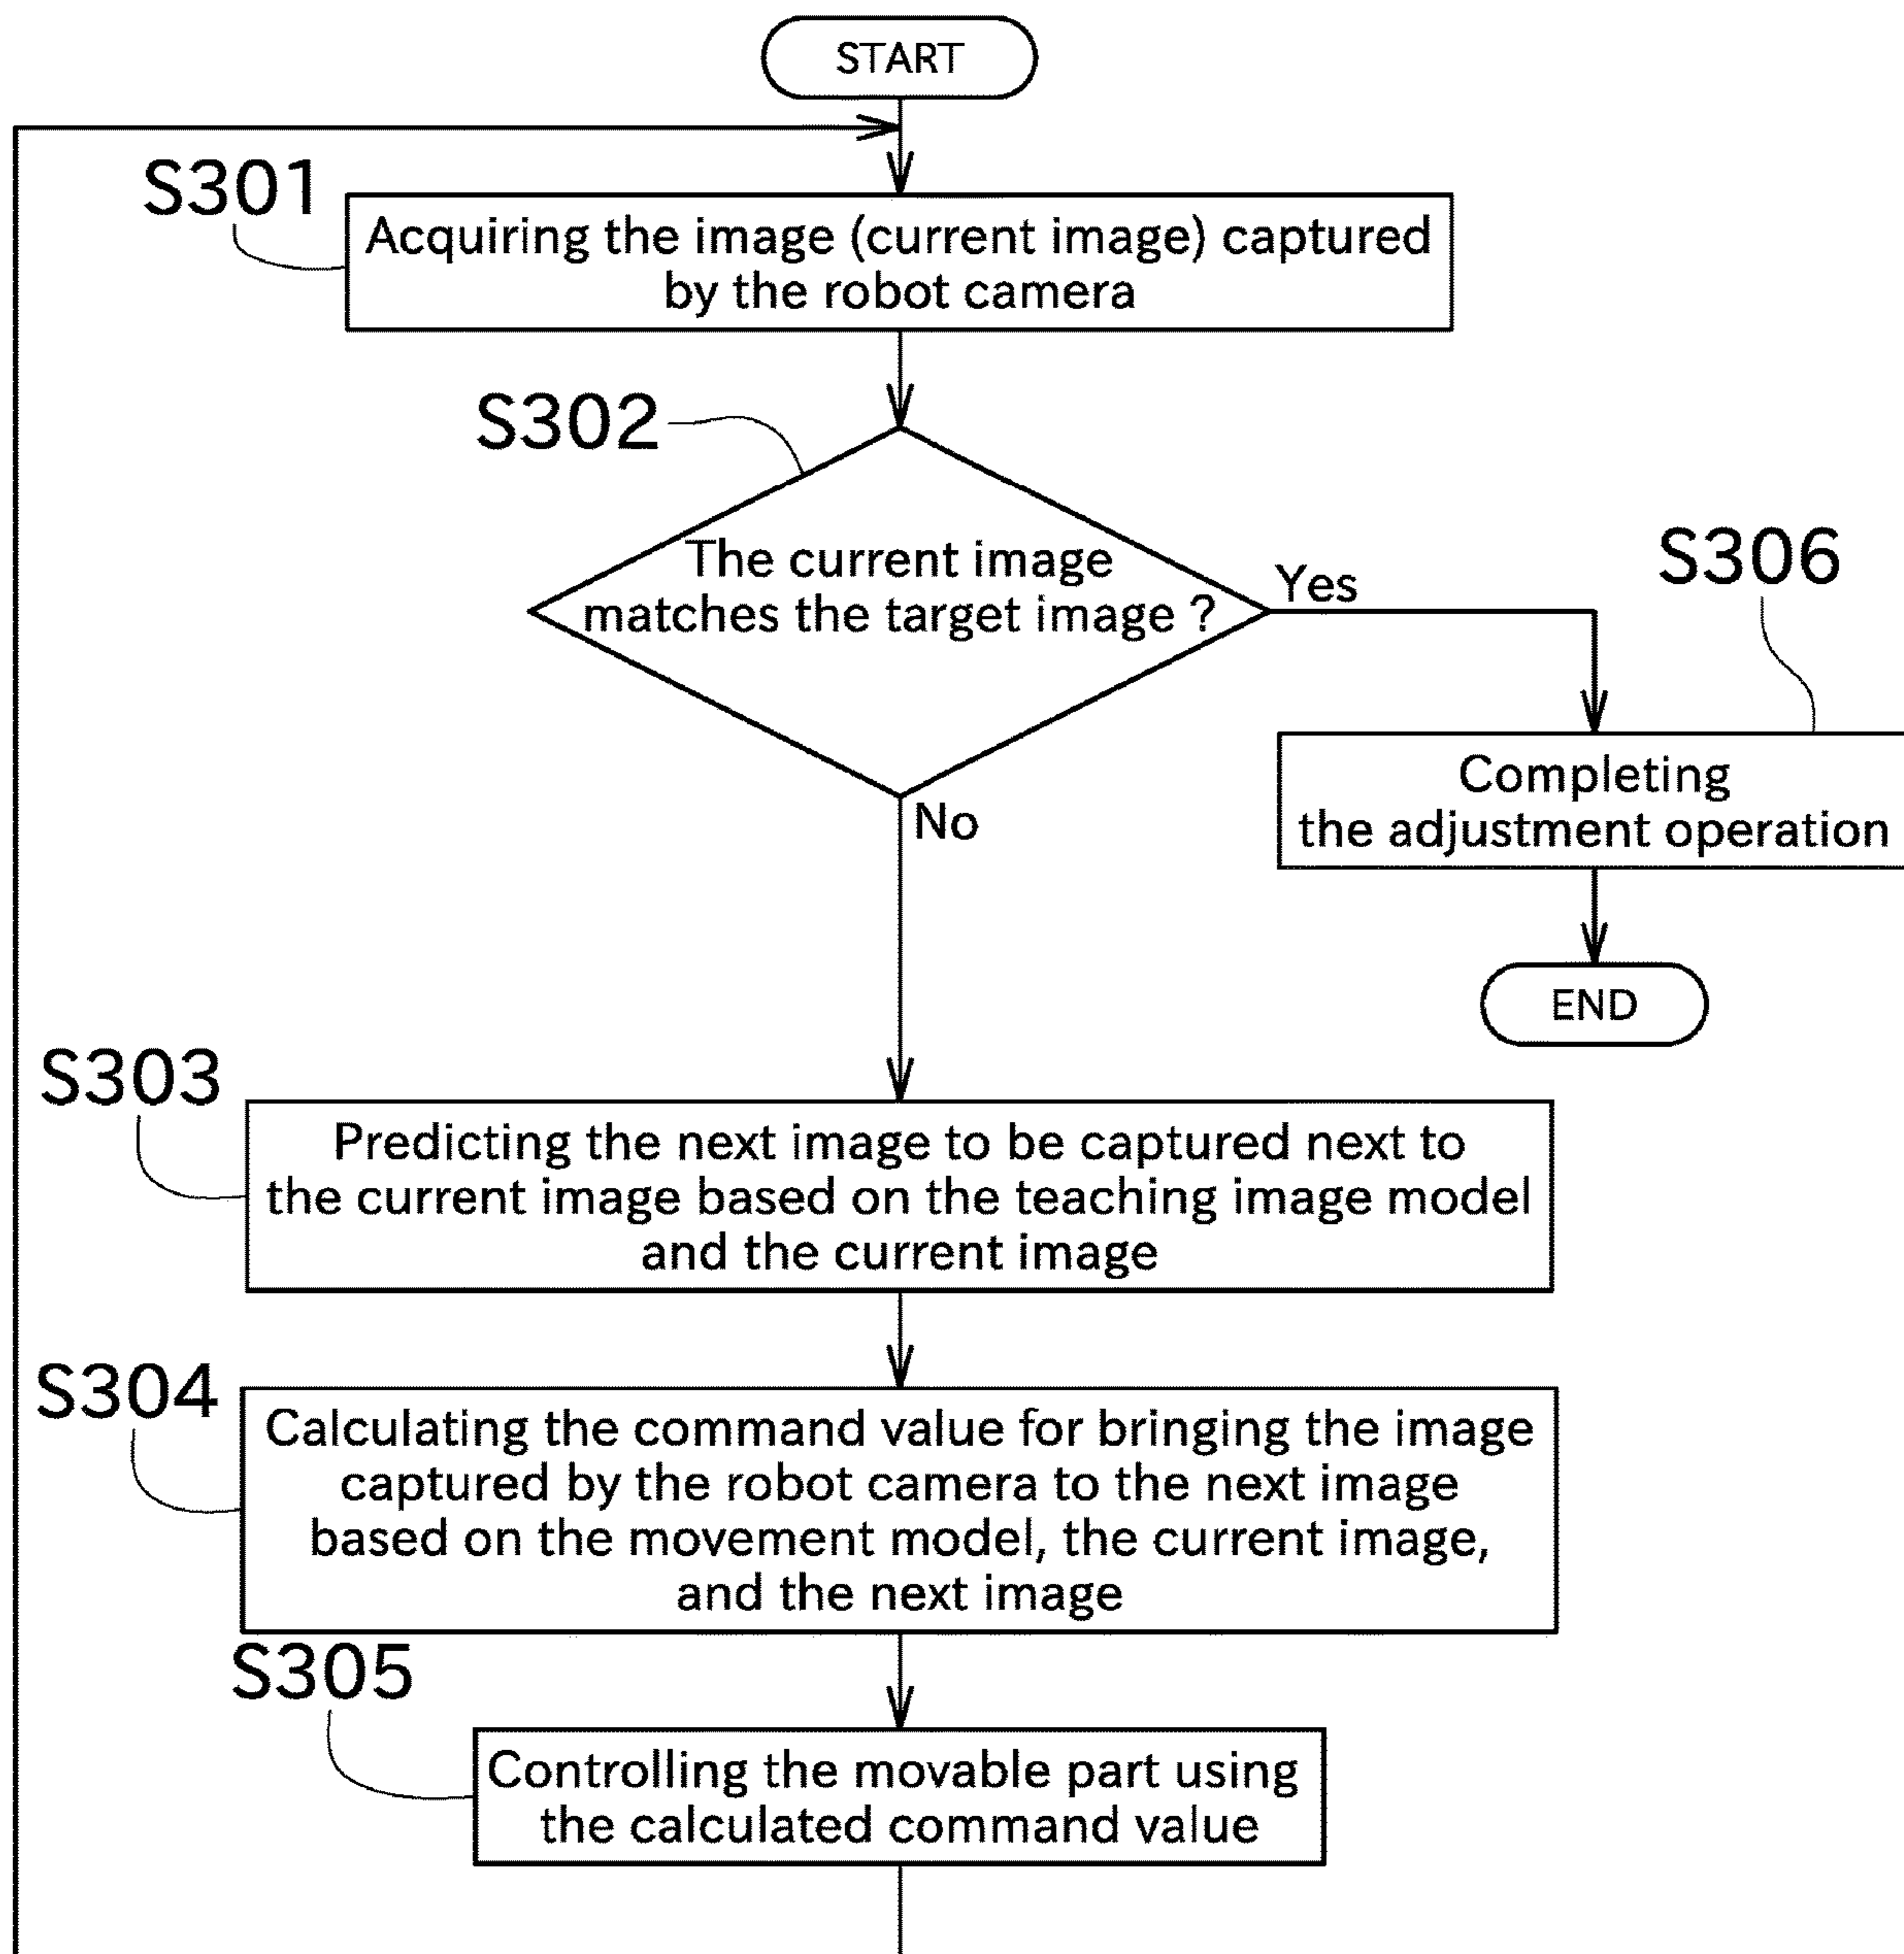 START
S301
Acquiring the image (current image) captured
by the robot camera
S302
The current image
matches the target image ?
Yes
No
S306
Completing
the adjustment operation
END
S303
Predicting the next image to be captured next to
the current image based on the teaching image model
and the current image
S304
Calculating the command value for bringing the image
captured by the robot camera to the next image
based on the movement model, the current image,
and the next image
S305
Controlling the movable part using
the calculated command value